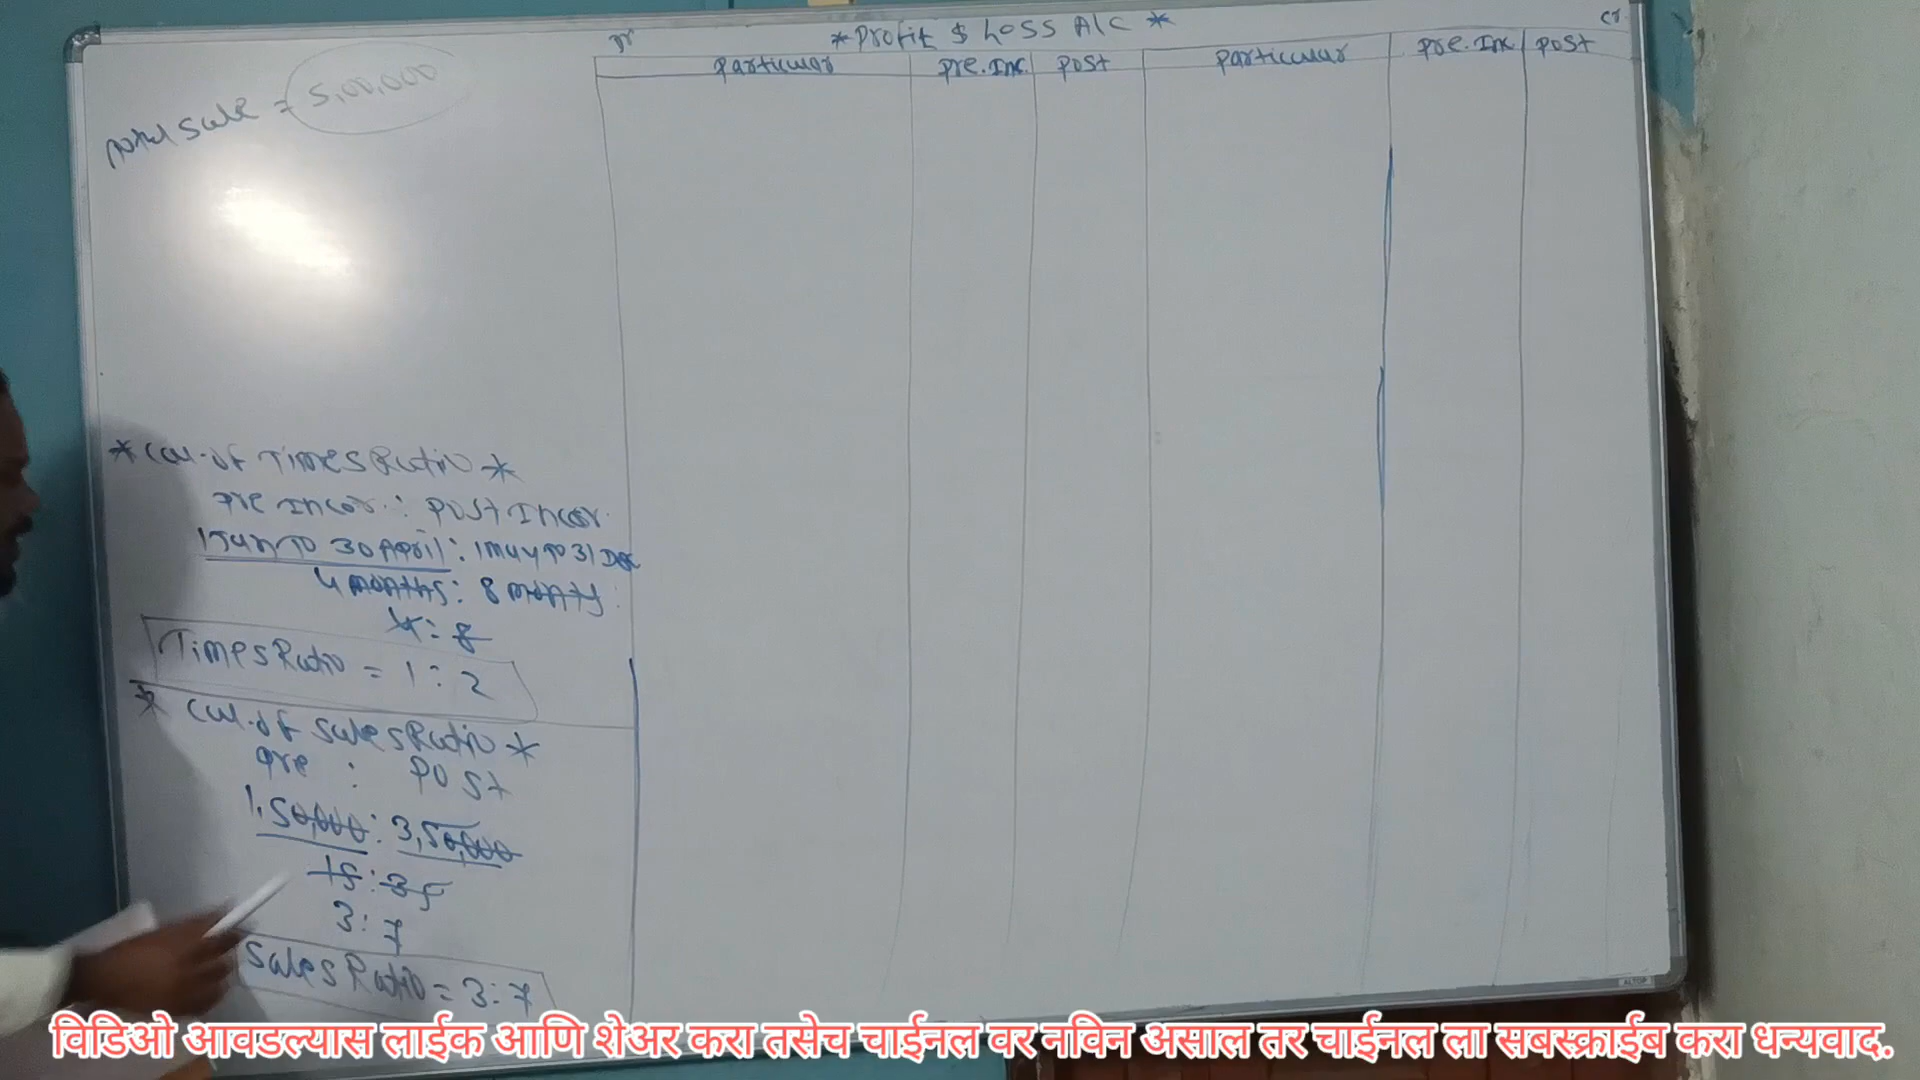 Total Sale = 5,00,000
Dr
* Profit $ Loss A/C *
cr.
particular pre. Inc. post particular pre. Inc post
* Cal. of Times Ratio *
pre Incor. : post Incor.
1 Jan to 30 April : 1 may to 31 Dec
4 months : 8 months
4 : 8
Times Ratio = 1 : 2
* Cal. of Sales Ratio *
pre : post
1,50,000 : 3,50,000
15 : 35
3 : 7
Sales Ratio = 3 : 7
ALTOP
विडिओ आवडल्यास लाईक आणि शेअर करा तसेच चाईनल वर नविन असाल तर चाईनल ला सबस्क्राईब करा धन्यवाद.